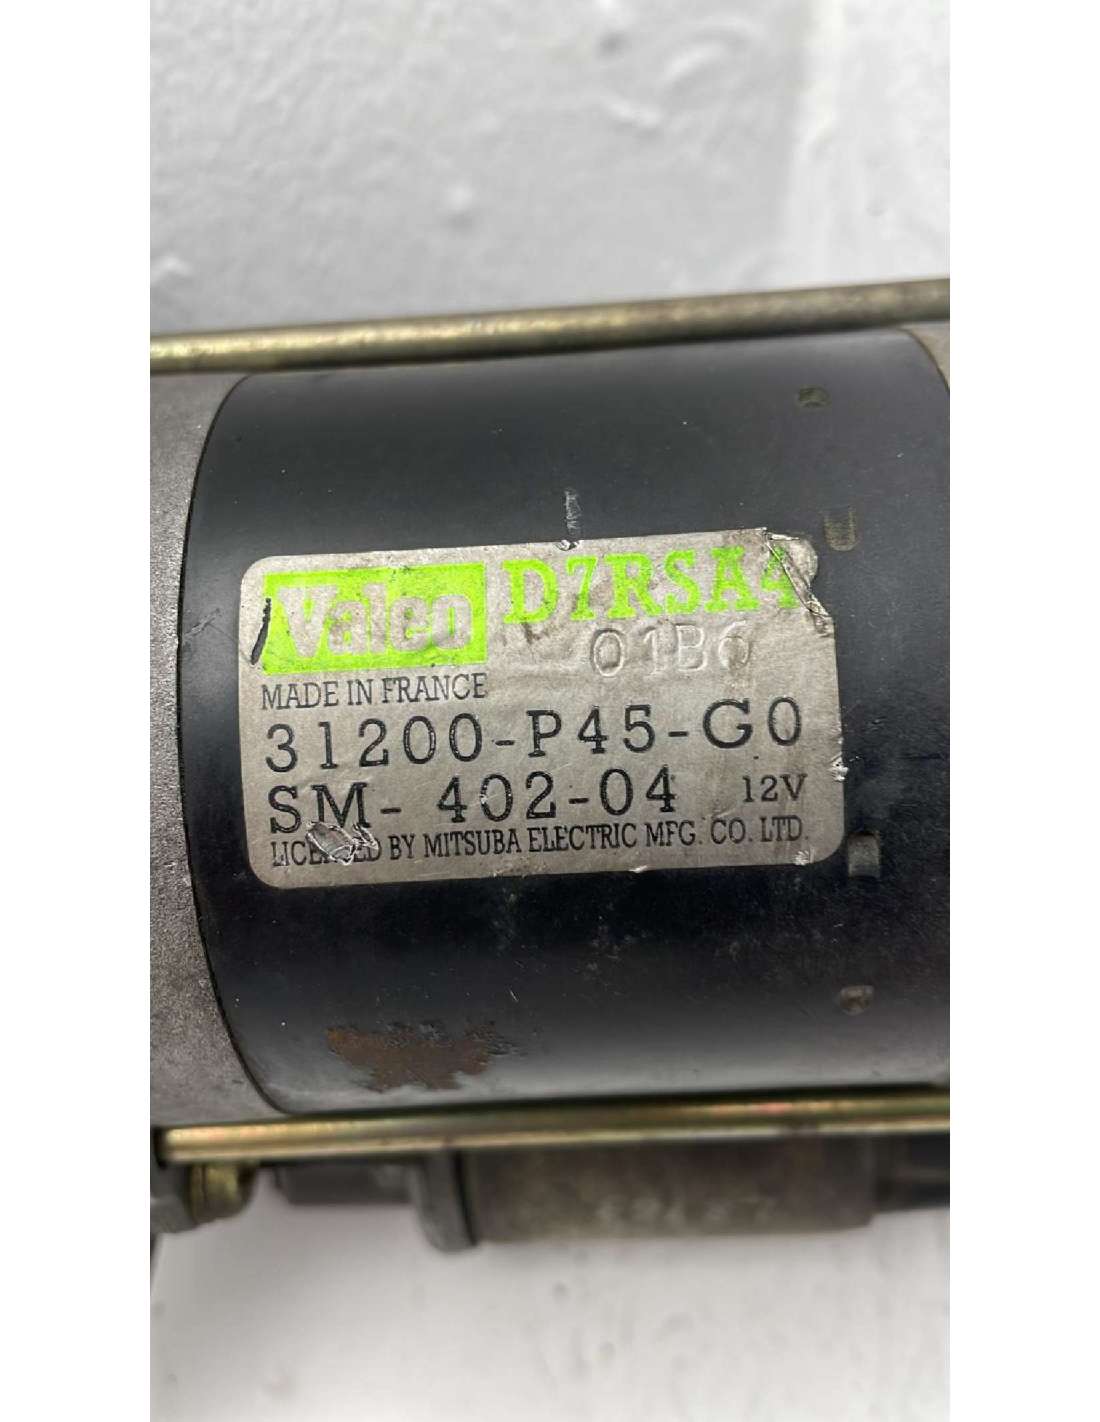 Valeo D7RSA4
01B6
MADE IN FRANCE
31200-P45-G0
SM- 402-04 12V
LICENSED BY MITSUBA ELECTRIC MFG. CO. LTD.